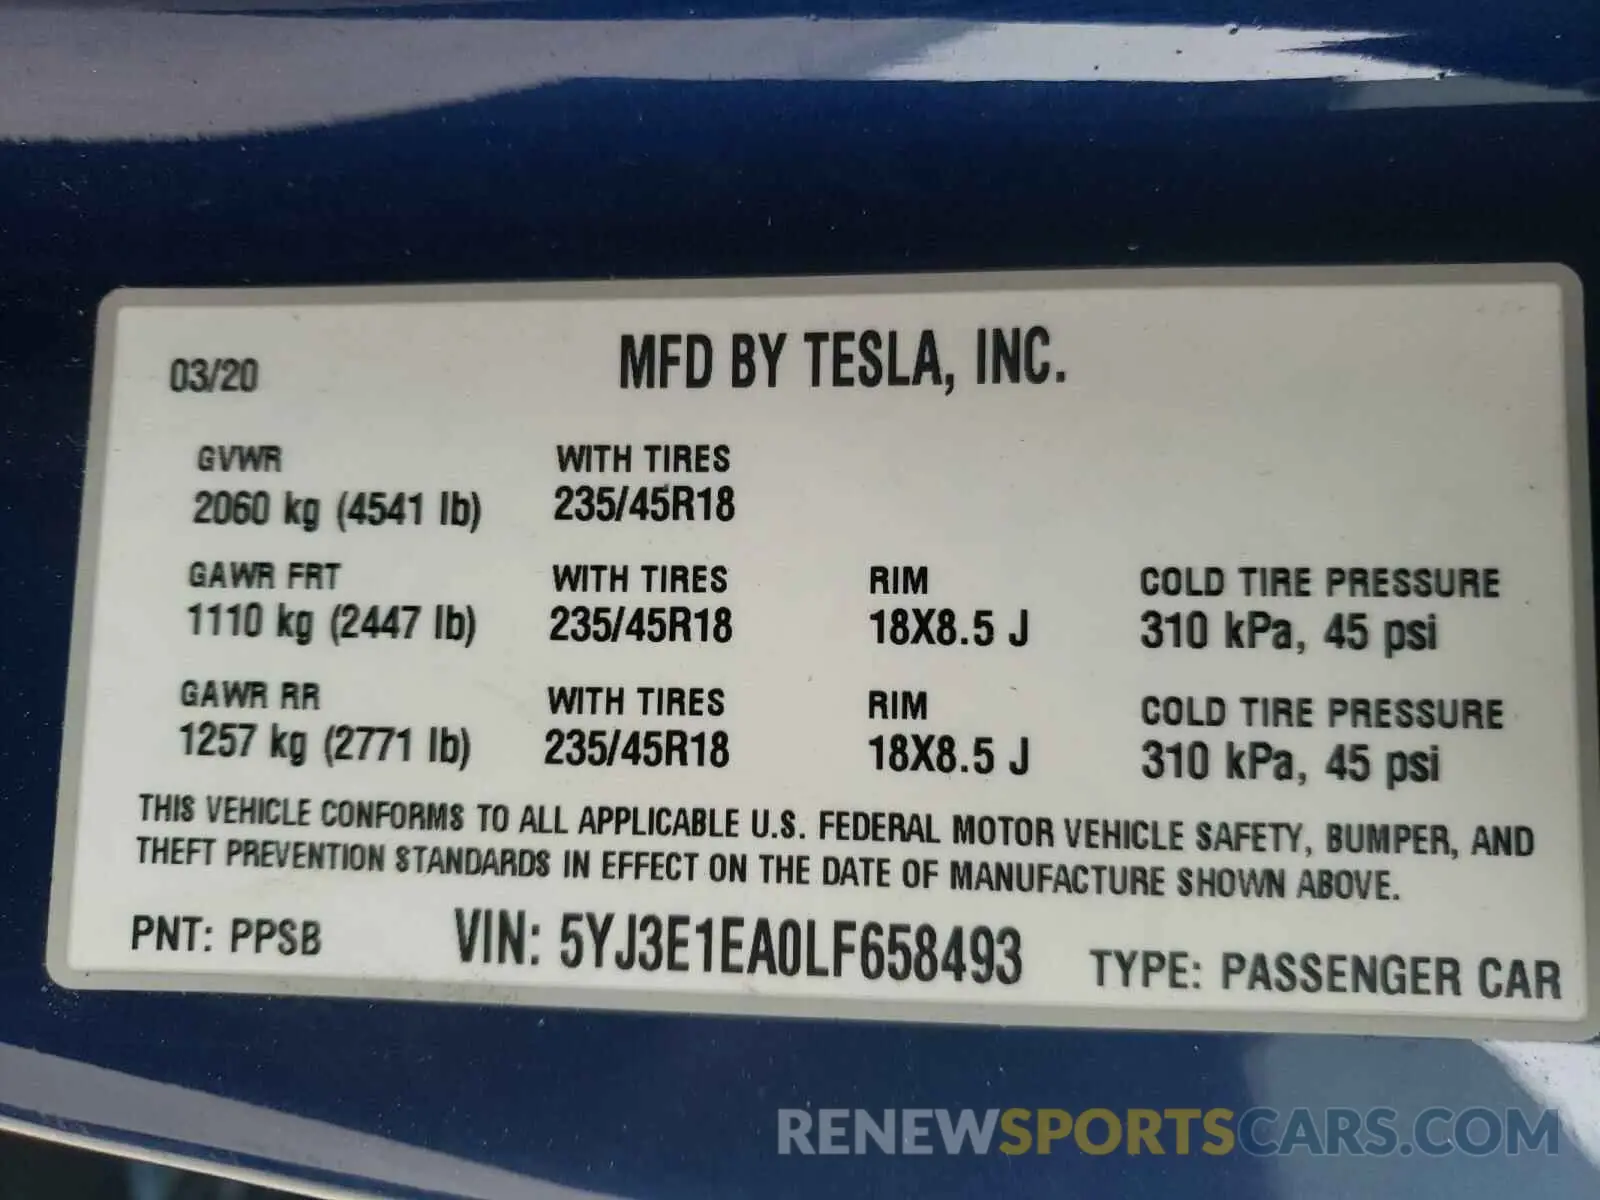 03/20
MFD BY TESLA, INC.
GVWR WITH TIRES
2060 kg (4541 lb) 235/45R18
GAWR FRT WITH TIRES RIM COLD TIRE PRESSURE
1110 kg (2447 lb) 235/45R18 18X8.5 J 310 kPa, 45 psi
GAWR RR WITH TIRES RIM COLD TIRE PRESSURE
1257 kg (2771 lb) 235/45R18 18X8.5 J 310 kPa, 45 psi
THIS VEHICLE CONFORMS TO ALL APPLICABLE U.S. FEDERAL MOTOR VEHICLE SAFETY, BUMPER, AND
THEFT PREVENTION STANDARDS IN EFFECT ON THE DATE OF MANUFACTURE SHOWN ABOVE.
PNT: PPSB VIN: 5YJ3E1EA0LF658493 TYPE: PASSENGER CAR
RENEWSPORTSCARS.COM